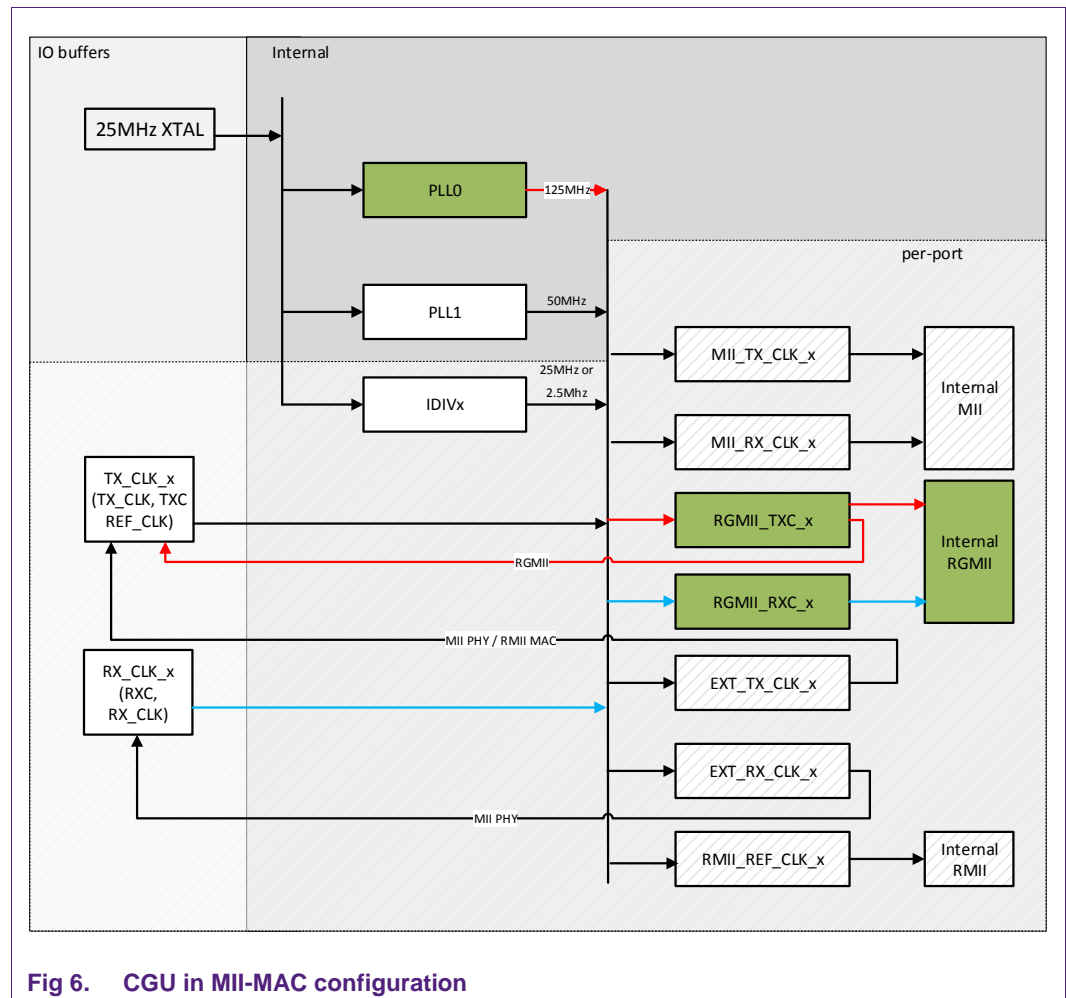 IO buffers
Internal
25MHz XTAL
PLL0
125MHz
per-port
PLL1
50MHz
MII_TX_CLK_x
Internal
MII
25MHz or
2.5Mhz
IDIVx
MII_RX_CLK_x
TX_CLK_x
(TX_CLK, TXC
REF_CLK)
RGMII_TXC_x
Internal
RGMII
RGMII
RGMII_RXC_x
MII PHY / RMII MAC
RX_CLK_x
(RXC,
RX_CLK)
EXT_TX_CLK_x
EXT_RX_CLK_x
MII PHY
RMII_REF_CLK_x
Internal
RMII
Fig 6. CGU in MII-MAC configuration